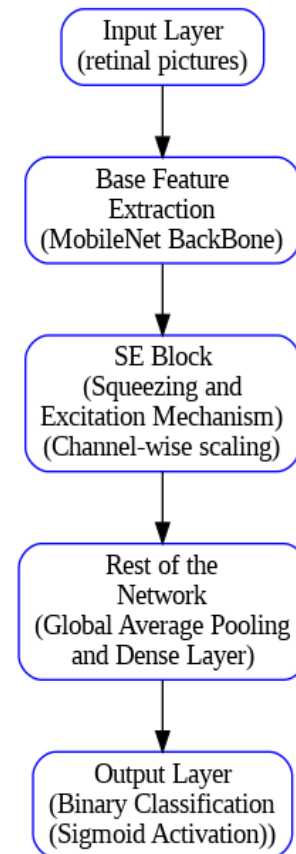 Input Layer
(retinal pictures)
Base Feature
Extraction
(MobileNet BackBone)
SE Block
(Squeezing and
Excitation Mechanism)
(Channel-wise scaling)
Rest of the
Network
(Global Average Pooling
and Dense Layer)
Output Layer
(Binary Classification
(Sigmoid Activation))